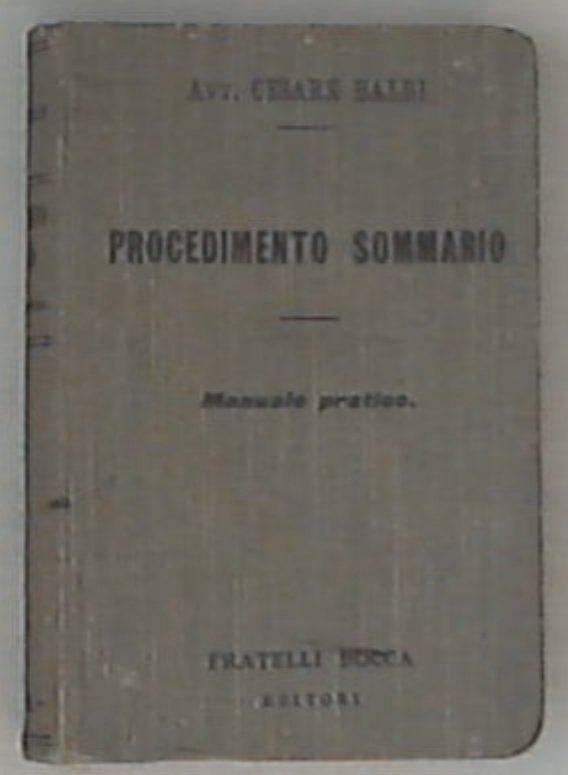 AVV. CESARE BALDI
PROCEDIMENTO SOMMARIO
Manuale pratico.
FRATELLI BOCCA
EDITORI